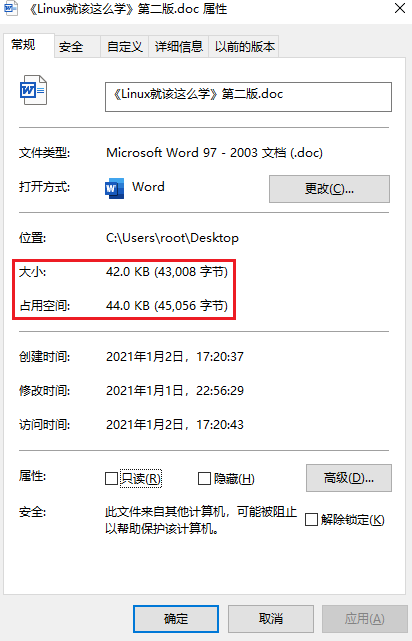 《Linux就该这么学》第二版.doc 属性
常规 安全 自定义 详细信息 以前的版本
《Linux就该这么学》第二版.doc
文件类型: Microsoft Word 97 - 2003 文档 (.doc)
打开方式: Word 更改(C)...
位置: C:\Users\root\Desktop
大小: 42.0 KB (43,008 字节)
占用空间: 44.0 KB (45,056 字节)
创建时间: 2021年1月2日，17:20:37
修改时间: 2021年1月1日，22:56:29
访问时间: 2021年1月2日，17:20:43
属性: 只读(R) 隐藏(H) 高级(D)...
安全: 此文件来自其他计算机，可能被阻止 解除锁定(K)
以帮助保护该计算机。
确定 取消 应用(A)